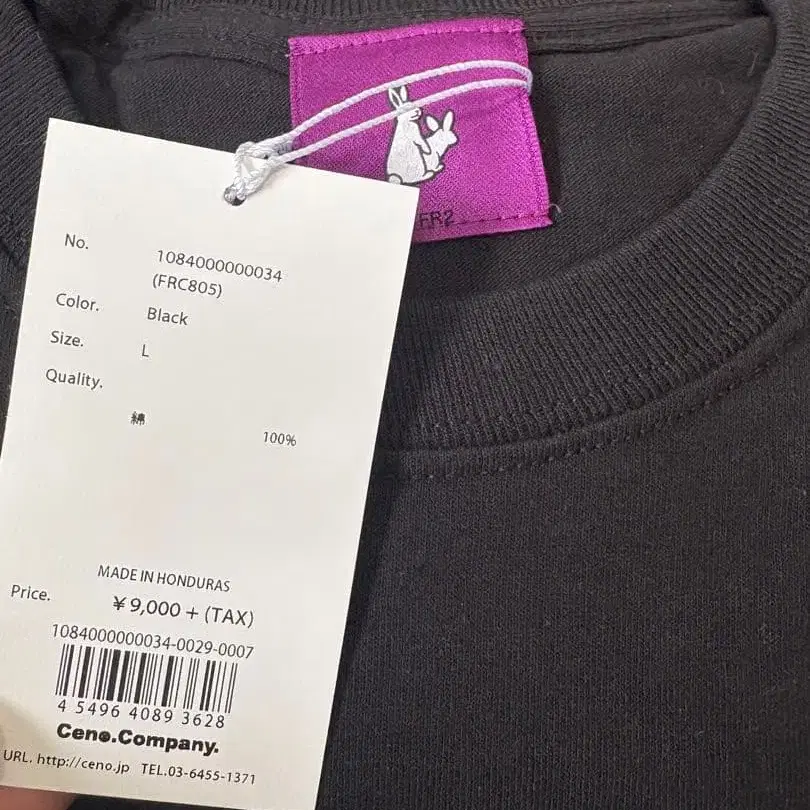 FR2
No. 1084000000034
(FRC805)
Color. Black
Size. L
Quality.
綿 100%
MADE IN HONDURAS
Price. ¥9,000+(TAX)
1084000000034-0029-0007
4 5496 4089 3628
Ceno.Company.
URL. http://ceno.jp TEL.03-6455-1371